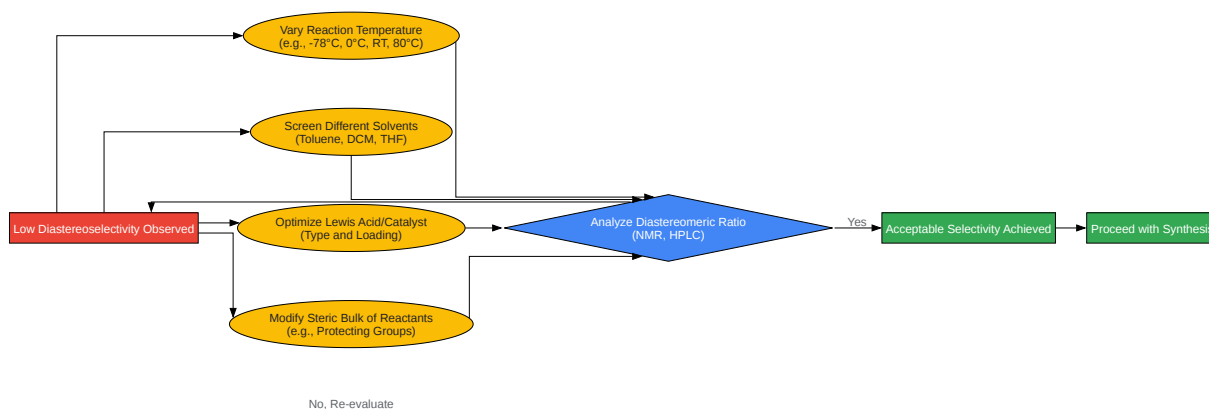 Vary Reaction Temperature
(e.g., -78°C, 0°C, RT, 80°C)
Screen Different Solvents
(Toluene, DCM, THF)
Low Diastereoselectivity Observed
Optimize Lewis Acid/Catalyst
(Type and Loading)
Analyze Diastereomeric Ratio
(NMR, HPLC)
Yes
Acceptable Selectivity Achieved
Proceed with Synthesis
Modify Steric Bulk of Reactants
(e.g., Protecting Groups)
No, Re-evaluate